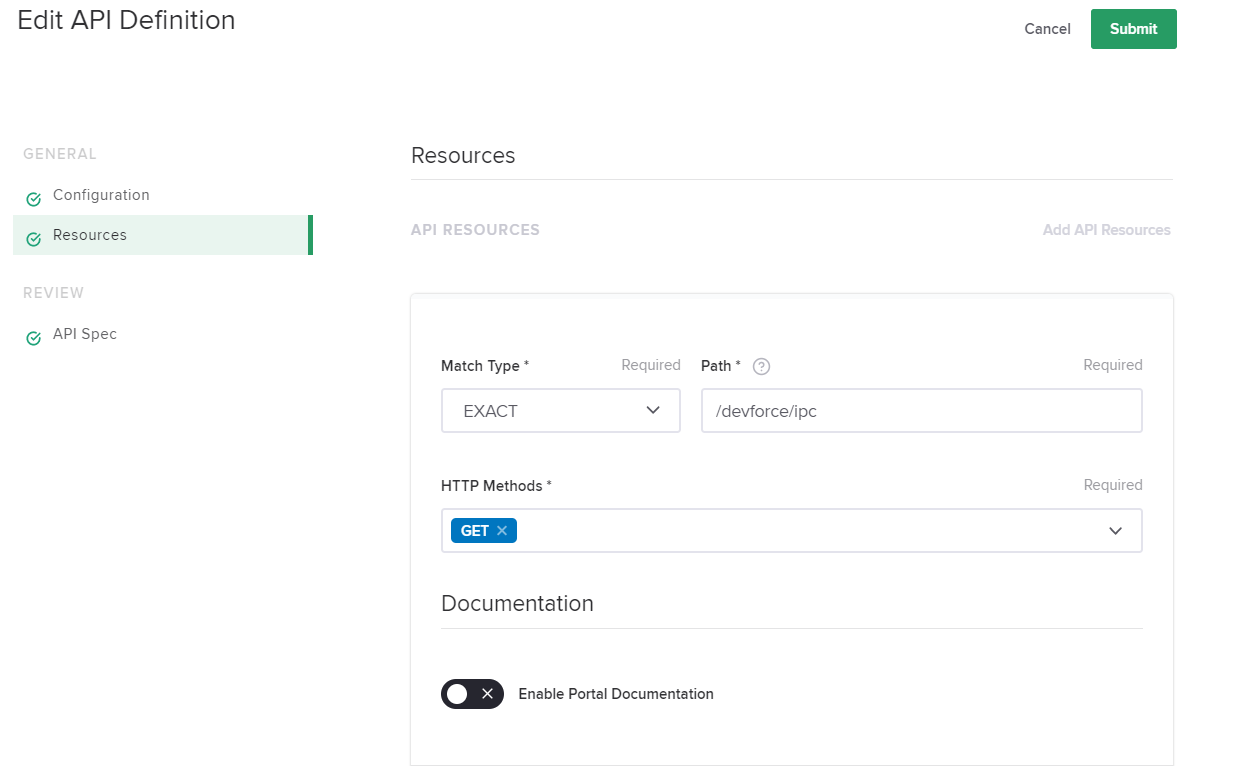 Edit API Definition
Cancel
Submit
GENERAL
Configuration
Resources
REVIEW
API Spec
Resources
API RESOURCES
Add API Resources
Match Type *
Required
Path *
?
Required
EXACT
/devforce/ipc
HTTP Methods *
Required
GET
Documentation
Enable Portal Documentation